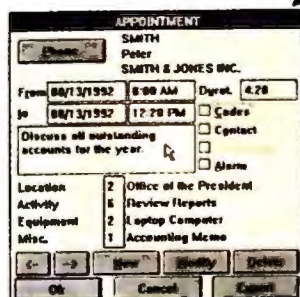 APPOINTMENT
Phone SMITH
Peter
SMITH & JONES INC.
From 08/13/1992 8:00 AM Durat. 4:20
to 08/13/1992 12:20 PM Codes
Discuss all outstanding Contact
accounts for the year.
Alarm
Location 2 Office of the President
Activity 6 Review Reports
Equipment 2 Laptop Computer
Misc. 1 Accounting Memo
<- -> New Modify Delete
Ok Cancel